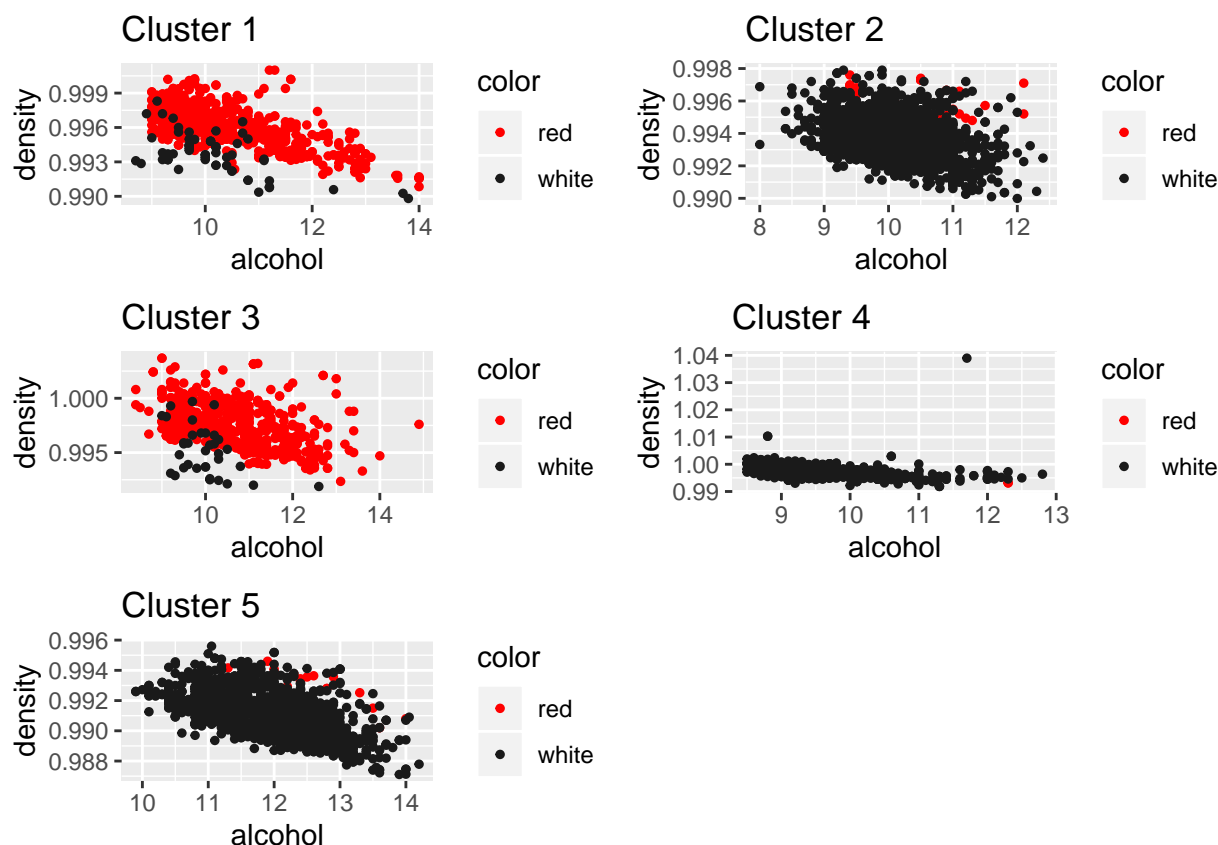 Cluster 1
density
0.999
0.996
0.993
0.990
10
12
14
alcohol
color
red
white
Cluster 2
density
0.998
0.996
0.994
0.992
0.990
8
9
10
11
12
alcohol
color
red
white
Cluster 3
density
1.000
0.995
10
12
14
alcohol
color
red
white
Cluster 4
density
1.04
1.03
1.02
1.01
1.00
0.99
9
10
11
12
13
alcohol
color
red
white
Cluster 5
density
0.996
0.994
0.992
0.990
0.988
10
11
12
13
14
alcohol
color
red
white